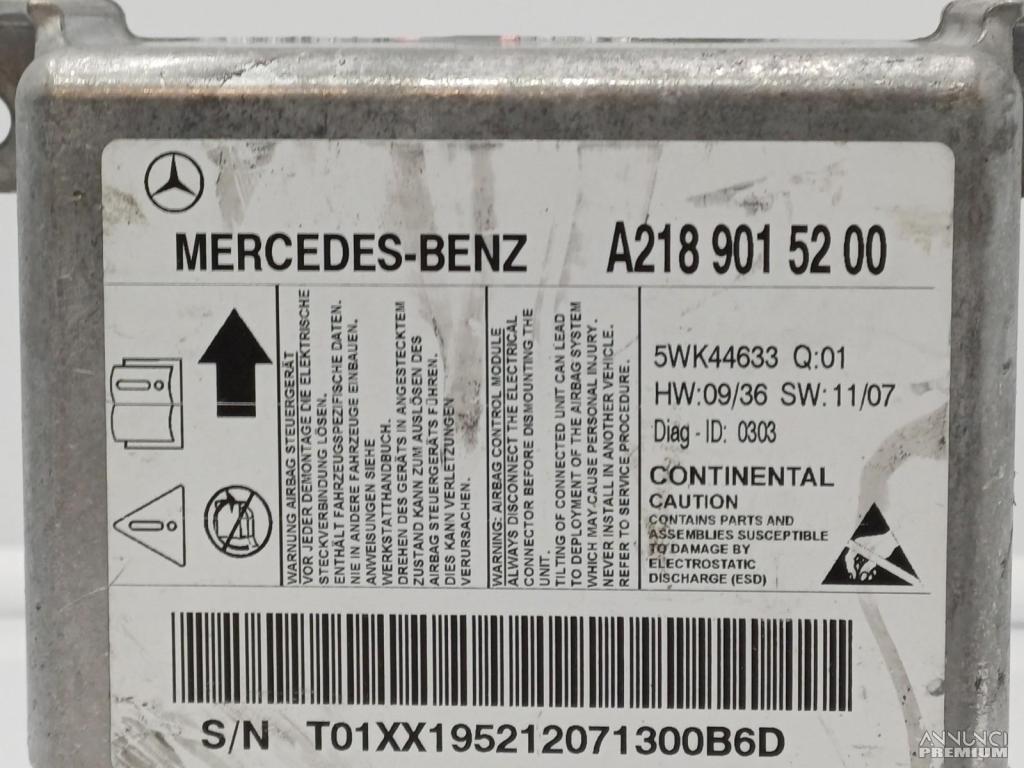 MERCEDES-BENZ
A218 901 52 00
WARNUNG AIRBAG STEUERGERÄT
VOR JEDER DEMONTAGE DIE ELEKTRISCHE
STECKVERBINDUNG LÖSEN.
ENTHÄLT FAHRZEUGSPEZIFISCHE DATEN.
NIE IN ANDERE FAHRZEUGE EINBAUEN.
ANWEISUNGEN SIEHE
WERKSTATTHANDBUCH.
DREHEN DES GERÄTS IN ANGESTECKTEM
ZUSTAND KANN ZUM AUSLÖSEN DES
AIRBAG STEUERGERÄTS FÜHREN.
DIES KANN VERLETZUNGEN
VERURSACHEN.
WARNING: AIRBAG CONTROL MODULE
ALWAYS DISCONNECT THE ELECTRICAL
CONNECTOR BEFORE DISMOUNTING THE
UNIT.
TILTING OF CONNECTED UNIT CAN LEAD
TO DEPLOYMENT OF THE AIRBAG SYSTEM
WHICH MAY CAUSE PERSONAL INJURY.
NEVER INSTALL IN ANOTHER VEHICLE.
REFER TO SERVICE PROCEDURE.
5WK44633 Q:01
HW:09/36 SW:11/07
Diag - ID: 0303
CONTINENTAL
CAUTION
CONTAINS PARTS AND
ASSEMBLIES SUSCEPTIBLE
TO DAMAGE BY
ELECTROSTATIC
DISCHARGE (ESD)
S/N T01XX195212071300B6D
ANNUNCI
PREMIUM